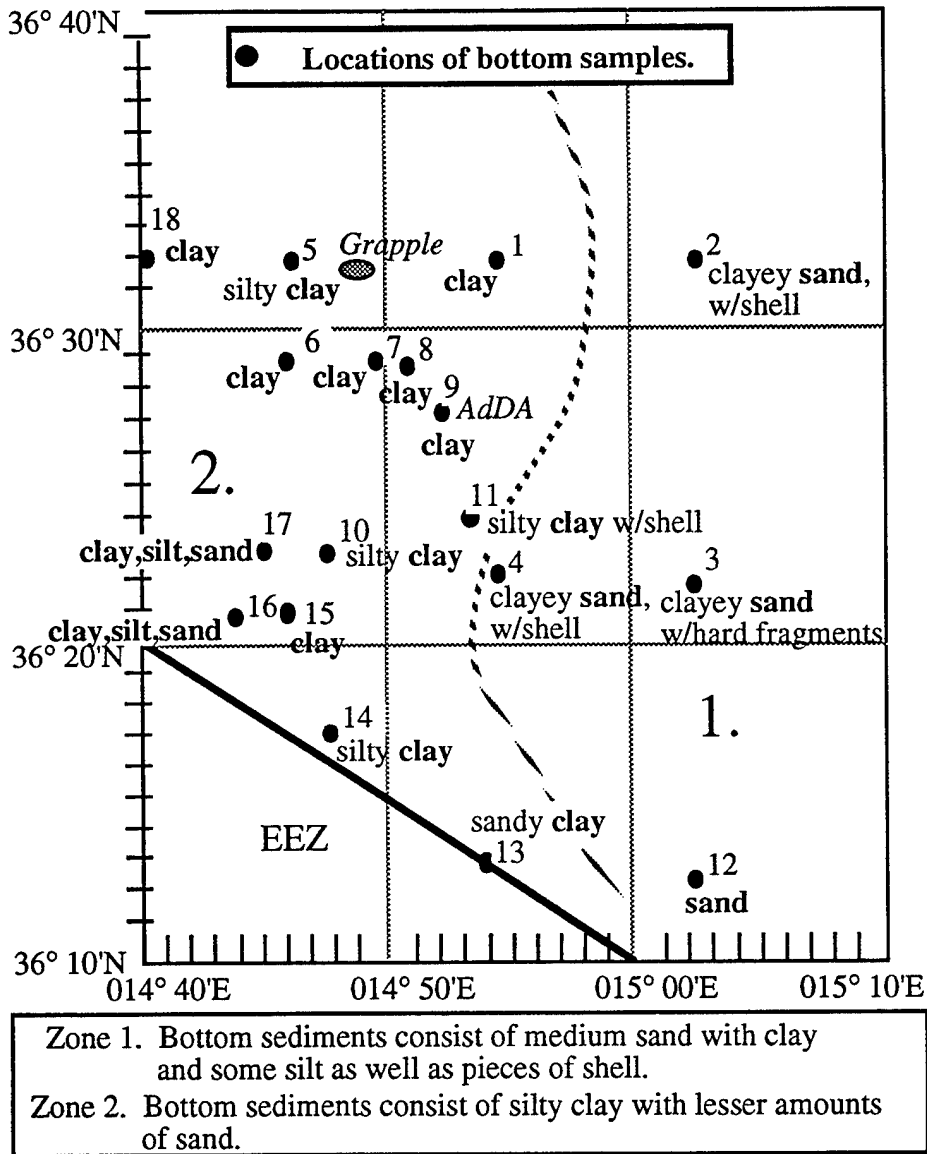 36° 40'N
Locations of bottom samples.
18
clay
5
silty clay
Grapple
1
clay
2
clayey sand,
w/shell
36° 30'N
6
clay
7
clay
8
clay
9
AdDA
clay
2.
11
silty clay w/shell
17
clay,silt,sand
10
silty clay
4
clayey sand,
w/shell
3
clayey sand
w/hard fragments
16
clay,silt,sand
15
clay
36° 20'N
14
silty clay
1.
EEZ
sandy clay
13
12
sand
36° 10'N
014° 40'E
014° 50'E
015° 00'E
015° 10'E
Zone 1. Bottom sediments consist of medium sand with clay
and some silt as well as pieces of shell.
Zone 2. Bottom sediments consist of silty clay with lesser amounts
of sand.